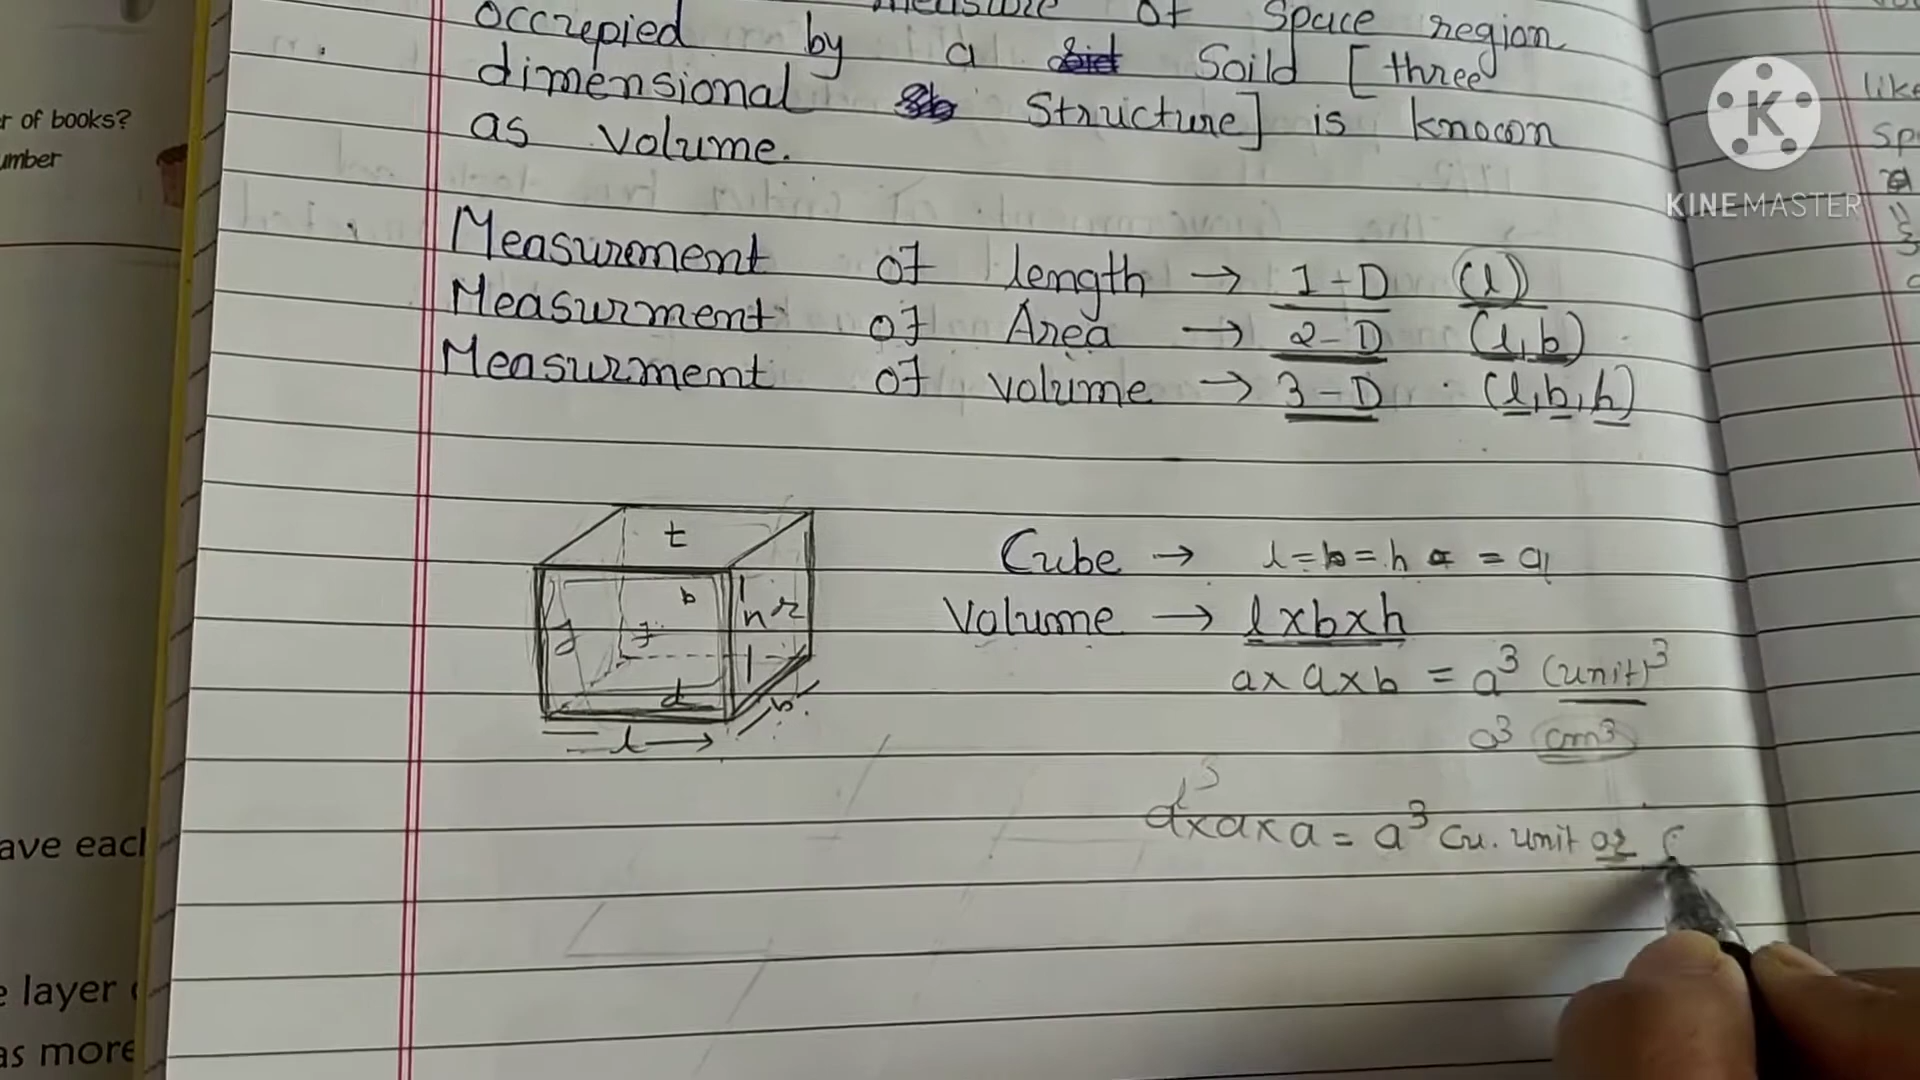 measure of Space region
occupied by a Soild [three
dimensional Structure] is known
as volume.
Measurment of length → 1-D (l)
Measurment of Area → 2-D (l,b)
Measurment of volume → 3-D (l,b,h)
t
b
h r
f
d
b
l →
Cube → l=b=h = a
Volume → l×b×h
a×a×b = a³ (unit)³
a³ cm³
a×a×a = a³ Cu. unit or
KINEMASTER
K
r of books?
umber
ave each
e layer
as more
like